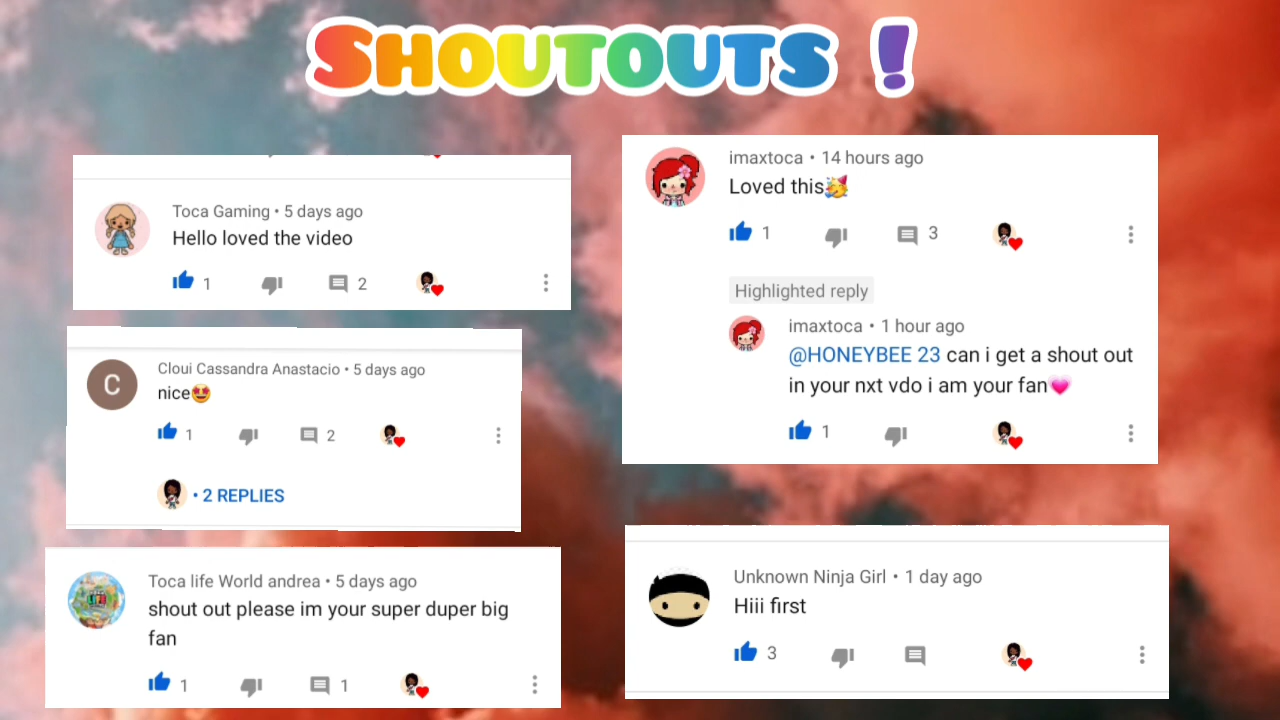 SHOUTOUTS !
Toca Gaming • 5 days ago
Hello loved the video
1 2
Cloui Cassandra Anastacio • 5 days ago
nice🤩
1 2
• 2 REPLIES
Toca life World andrea • 5 days ago
shout out please im your super duper big
fan
1 1
imaxtoca • 14 hours ago
Loved this🥳
1 3
Highlighted reply
imaxtoca • 1 hour ago
@HONEYBEE 23 can i get a shout out
in your nxt vdo i am your fan💗
1
Unknown Ninja Girl • 1 day ago
Hiii first
3
C